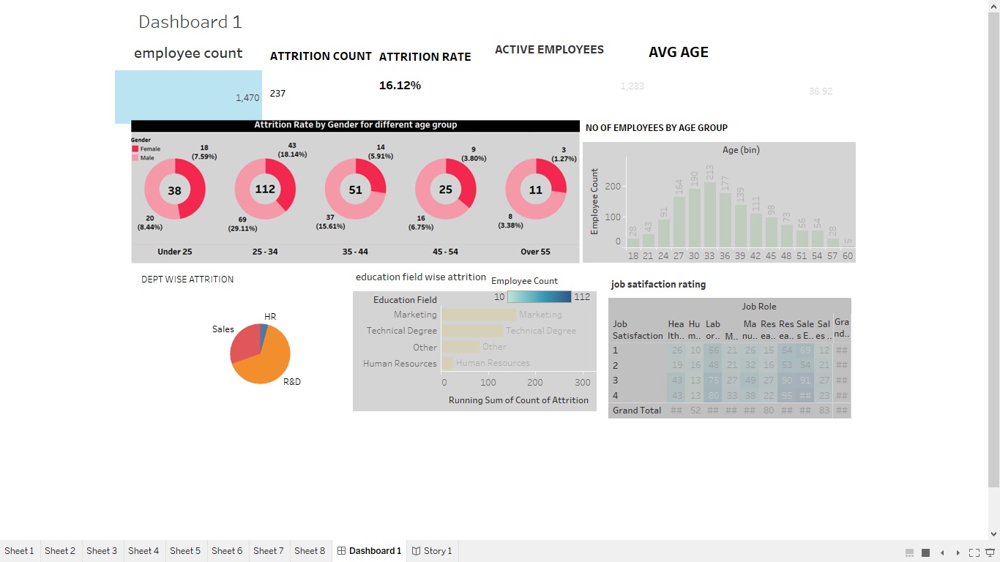 Dashboard 1
employee count
ATTRITION COUNT
ATTRITION RATE
ACTIVE EMPLOYEES
AVG AGE
1,470
237
16.12%
1,233
36.92
Attrition Rate by Gender for different age group
Gender
Female
Male
18
(7.59%)
38
20
(8.44%)
Under 25
43
(18.14%)
112
69
(29.11%)
25 - 34
14
(5.91%)
51
37
(15.61%)
35 - 44
9
(3.80%)
25
16
(6.75%)
45 - 54
3
(1.27%)
11
8
(3.38%)
Over 55
NO OF EMPLOYEES BY AGE GROUP
Age (bin)
Employee Count
200
100
0
28 43 91 164 190 213 177 139 111 98 73 56 54 28 5
18 21 24 27 30 33 36 39 42 45 48 51 54 57 60
DEPT WISE ATTRITION
HR
Sales
R&D
education field wise attrition
Employee Count
10 112
Education Field
Marketing Marketing
Technical Degree Technical Degree
Other Other
Human Resources Human Resources
0 100 200 300
Running Sum of Count of Attrition
job satifaction rating
Job Role
Job Hea Hu Lab Ma Res Res Sale Sal Gra
Satisfaction lth.. m.. or.. M.. nu.. ea.. ea.. s E.. es .. nd..
1 26 10 56 21 26 15 54 69 12 ##
2 19 16 48 21 32 16 53 54 21 ##
3 43 13 75 27 49 27 90 91 27 ##
4 43 13 80 33 38 22 95 ## 23 ##
Grand Total ## 52 ## ## ## 80 ## ## 83 ##
Sheet 1 Sheet 2 Sheet 3 Sheet 4 Sheet 5 Sheet 6 Sheet 7 Sheet 8 Dashboard 1 Story 1